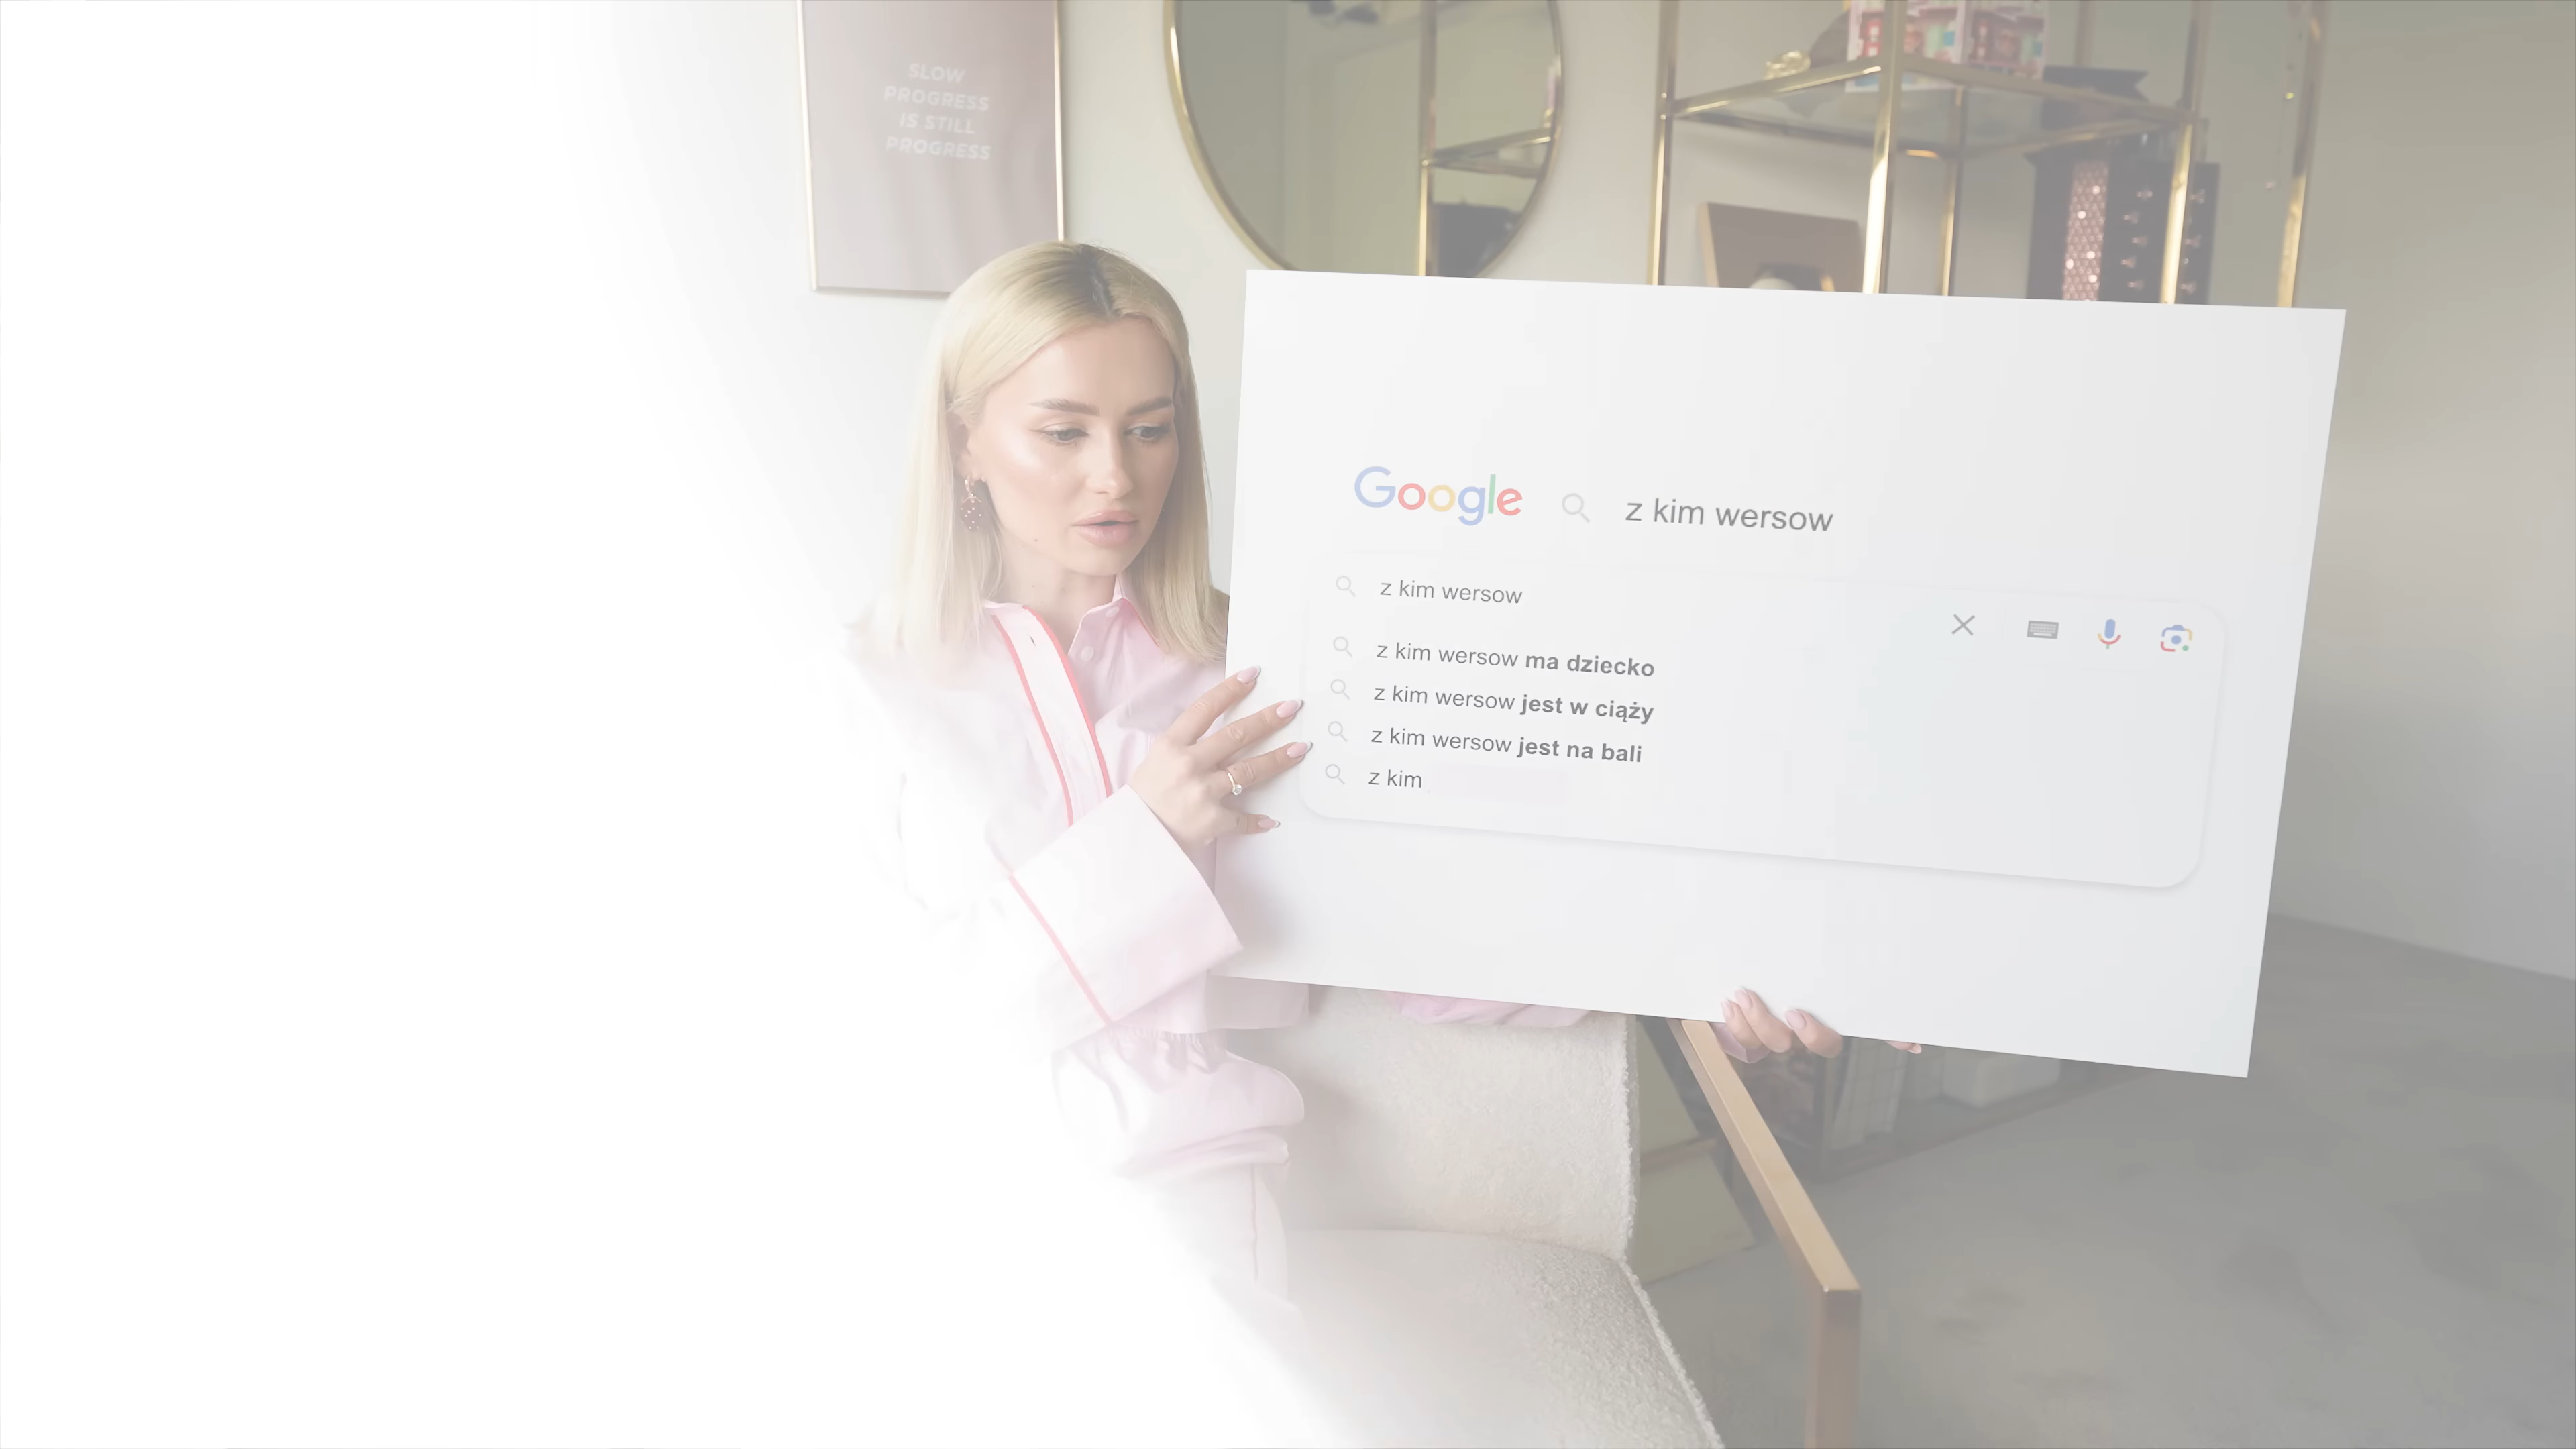 SLOW
PROGRESS
IS STILL
PROGRESS
Google z kim wersow
z kim wersow
z kim wersow ma dziecko
z kim wersow jest w ciąży
z kim wersow jest na bali
z kim